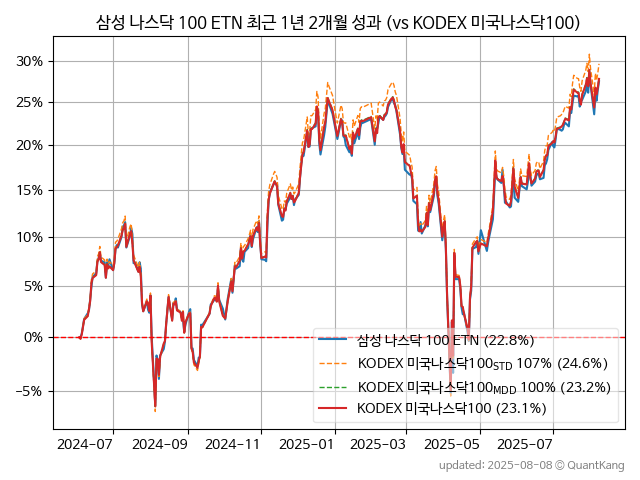 삼성 나스닥 100 ETN 최근 1년 2개월 성과 (vs KODEX 미국나스닥100)
30%
25%
20%
15%
10%
5%
0%
−5%
삼성 나스닥 100 ETN (22.8%)
KODEX 미국나스닥100STD 107% (24.6%)
KODEX 미국나스닥100MDD 100% (23.2%)
KODEX 미국나스닥100 (23.1%)
2024-07 2024-09 2024-11 2025-01 2025-03 2025-05 2025-07
updated: 2025-08-08 © QuantKang